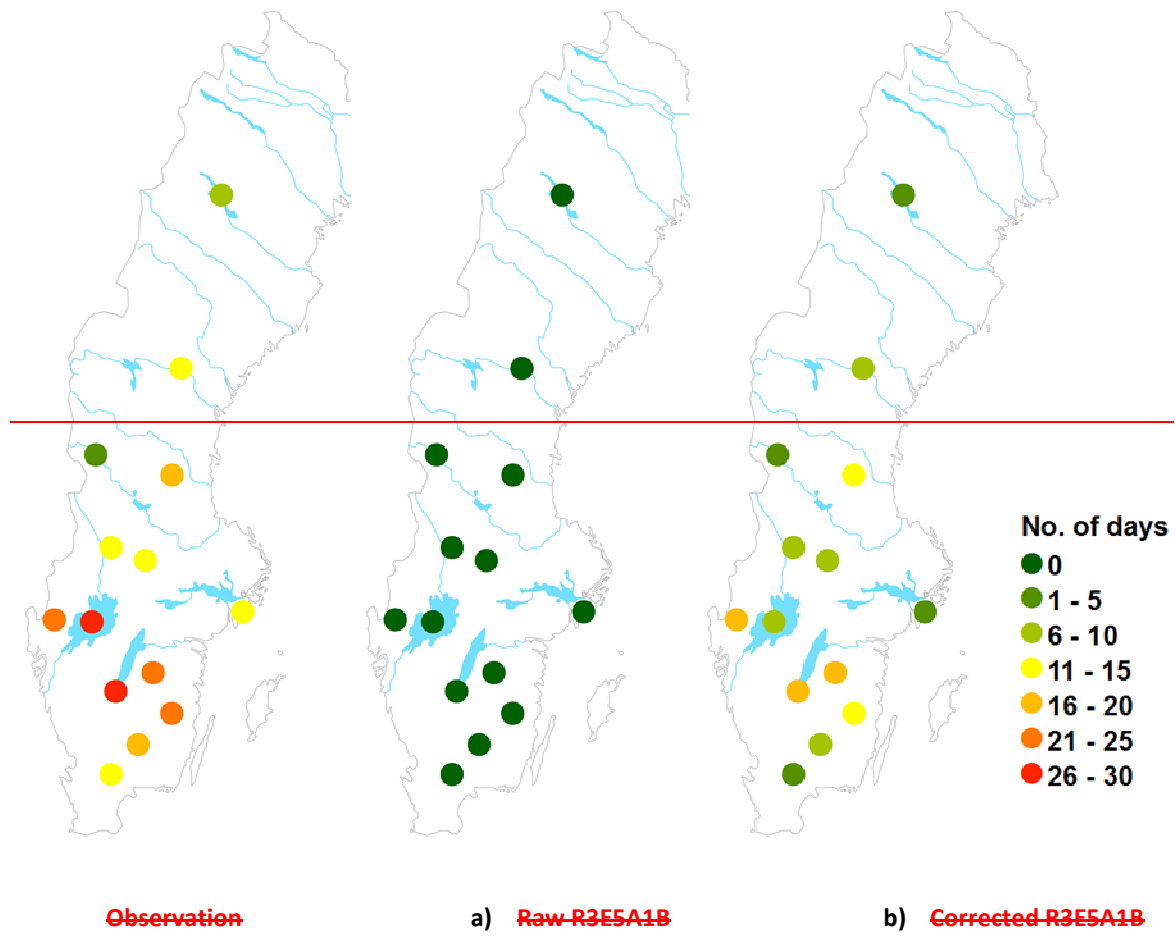 No. of days
0
1 - 5
6 - 10
11 - 15
16 - 20
21 - 25
26 - 30
Observation a) Raw R3E5A1B b) Corrected R3E5A1B